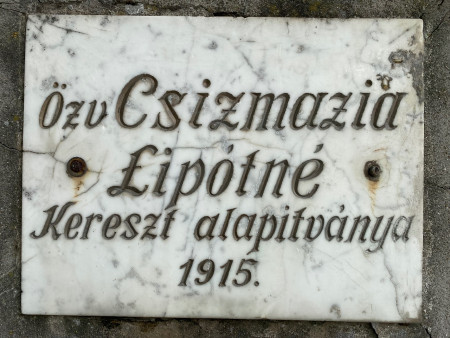 Özv Csizmazia
Lipótné
Kereszt alapitványa
1915.